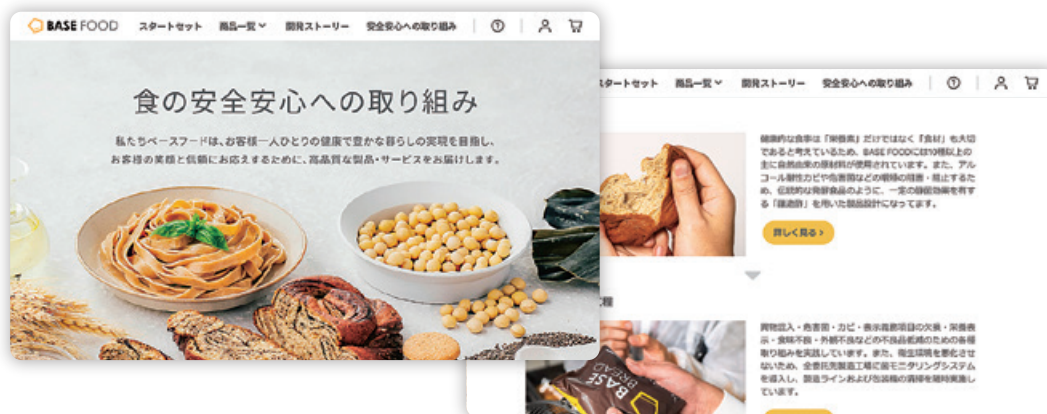 BASE FOOD スタートセット 商品一覧 開発ストーリー 安全安心への取り組み
食の安全安心への取り組み
私たちベースフードは、お客様一人ひとりの健康で豊かな暮らしの実現を目指し、
お客様の笑顔と信頼にお応えするために、高品質な製品・サービスをお届けします。
スタートセット 商品一覧 開発ストーリー 安全安心への取り組み
健康的な食事は「栄養素」だけではなく「食材」も大切
であると考えているため、BASE FOODには10種以上の
主に自然由来の原材料が使用されています。また、アル
コール耐性カビや危害菌などの増殖の阻害・阻止するた
め、伝統的な発酵食品のように、一定の静菌効果を有す
る「醸造酢」を用いた製品設計になってます。
詳しく見る >
程
異物混入・危害菌・カビ・表示義務項目の欠損・栄養表
示・食味不良・外観不良などの不良品低減のための各種
取り組みを実践しています。また、衛生環境を悪化させ
ないため、全委託先製造工場に菌モニタリングシステム
を導入し、製造ラインおよび包装機の清掃を随時実施し
ています。
BASE
BREAD